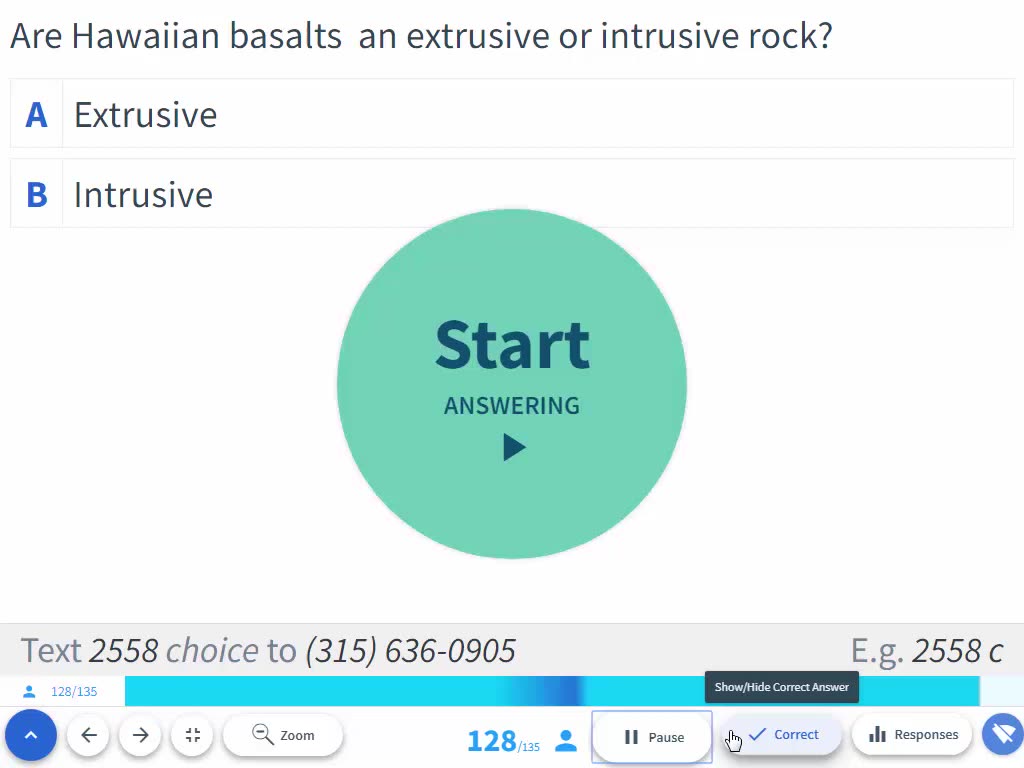 Are Hawaiian basalts  an extrusive or intrusive rock?
A Extrusive
B Intrusive
Start
ANSWERING
Text 2558 choice to (315) 636-0905 E.g. 2558 c
128/135
Show/Hide Correct Answer
Zoom 128/135 Pause Correct Responses